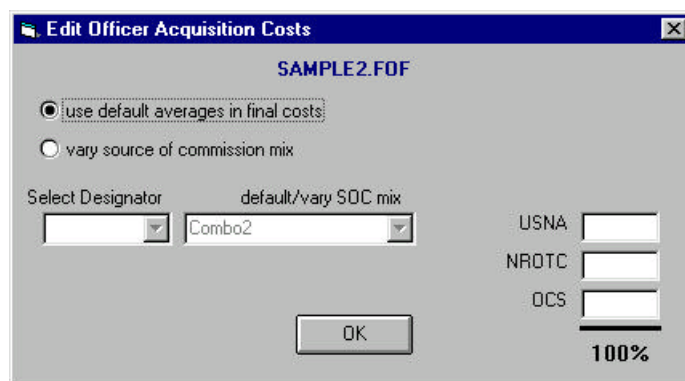 Edit Officer Acquisition Costs
SAMPLE2.FOF
use default averages in final costs
vary source of commission mix
Select Designator default/vary SOC mix
Combo2
USNA
NROTC
OCS
OK
100%